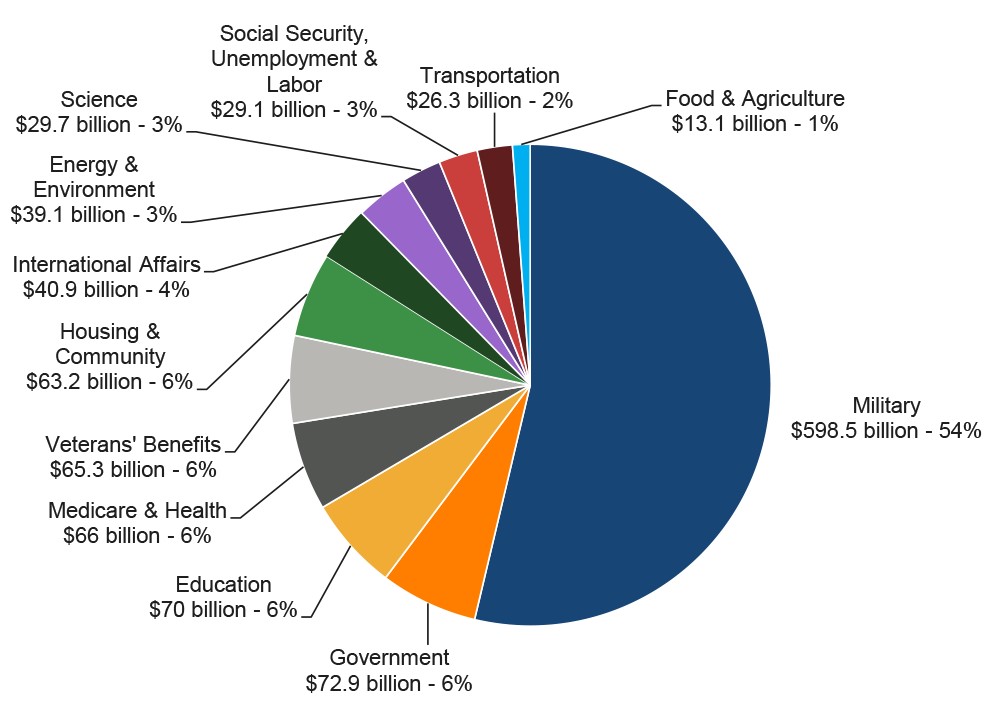 Social Security,
Unemployment &
Labor
$29.1 billion - 3%
Transportation
$26.3 billion - 2%
Food & Agriculture
$13.1 billion - 1%
Science
$29.7 billion - 3%
Energy &
Environment
$39.1 billion - 3%
International Affairs
$40.9 billion - 4%
Housing &
Community
$63.2 billion - 6%
Veterans' Benefits
$65.3 billion - 6%
Medicare & Health
$66 billion - 6%
Education
$70 billion - 6%
Government
$72.9 billion - 6%
Military
$598.5 billion - 54%